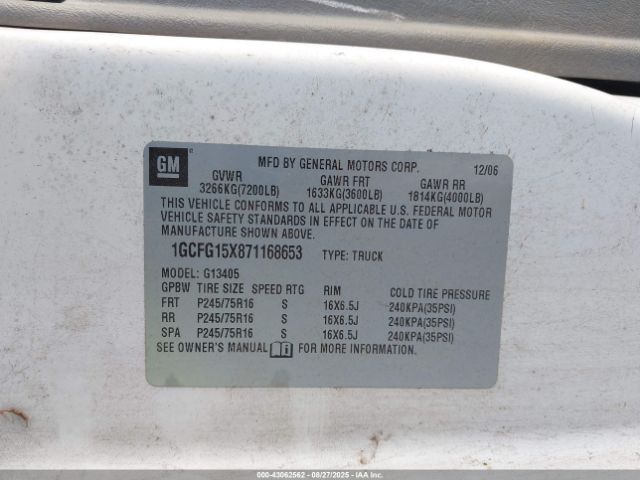 GM
MFD BY GENERAL MOTORS CORP. 12/06
GVWR GAWR FRT GAWR RR
3266KG(7200LB) 1633KG(3600LB) 1814KG(4000LB)
THIS VEHICLE CONFORMS TO ALL APPLICABLE U.S. FEDERAL MOTOR
VEHICLE SAFETY STANDARDS IN EFFECT ON THE DATE OF
MANUFACTURE SHOWN ABOVE.
1GCFG15X871168653 TYPE: TRUCK
MODEL: G13405
GPBW TIRE SIZE SPEED RTG RIM COLD TIRE PRESSURE
FRT P245/75R16 S 16X6.5J 240KPA(35PSI)
RR P245/75R16 S 16X6.5J 240KPA(35PSI)
SPA P245/75R16 S 16X6.5J 240KPA(35PSI)
SEE OWNER'S MANUAL FOR MORE INFORMATION.
000-43062562 - 08/27/2025 - IAAI.COM